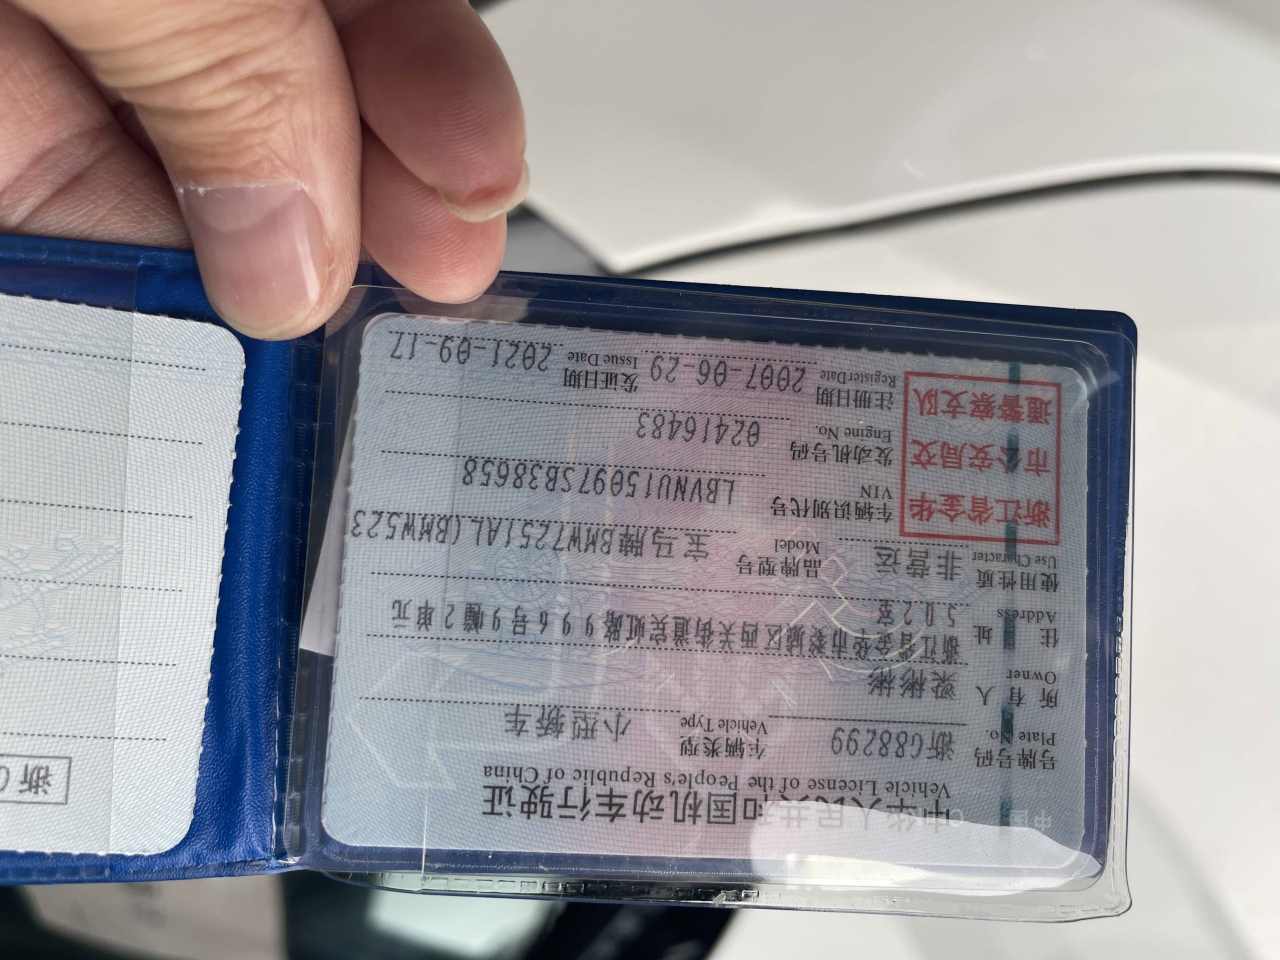 中华人民共和国机动车行驶证
Vehicle License of the People's Republic of China
号牌号码 浙G88299 车辆类型 小型轿车
Plate No. Vehicle Type
所有人 梁彬彬
Owner
住址 浙江省金华市婺城区西关街道宾虹路996号9幢2单元
Address 502室
使用性质 非营运 品牌型号 宝马牌BMW7251AL(BMW523
Use Character Model
浙江省金华
市公安局交
通警察支队
车辆识别代号 LBVNU15097SB38658
VIN
发动机号码 02416483
Engine No.
注册日期 2007-06-29 发证日期 2021-09-17
Register Date Issue Date
浙G